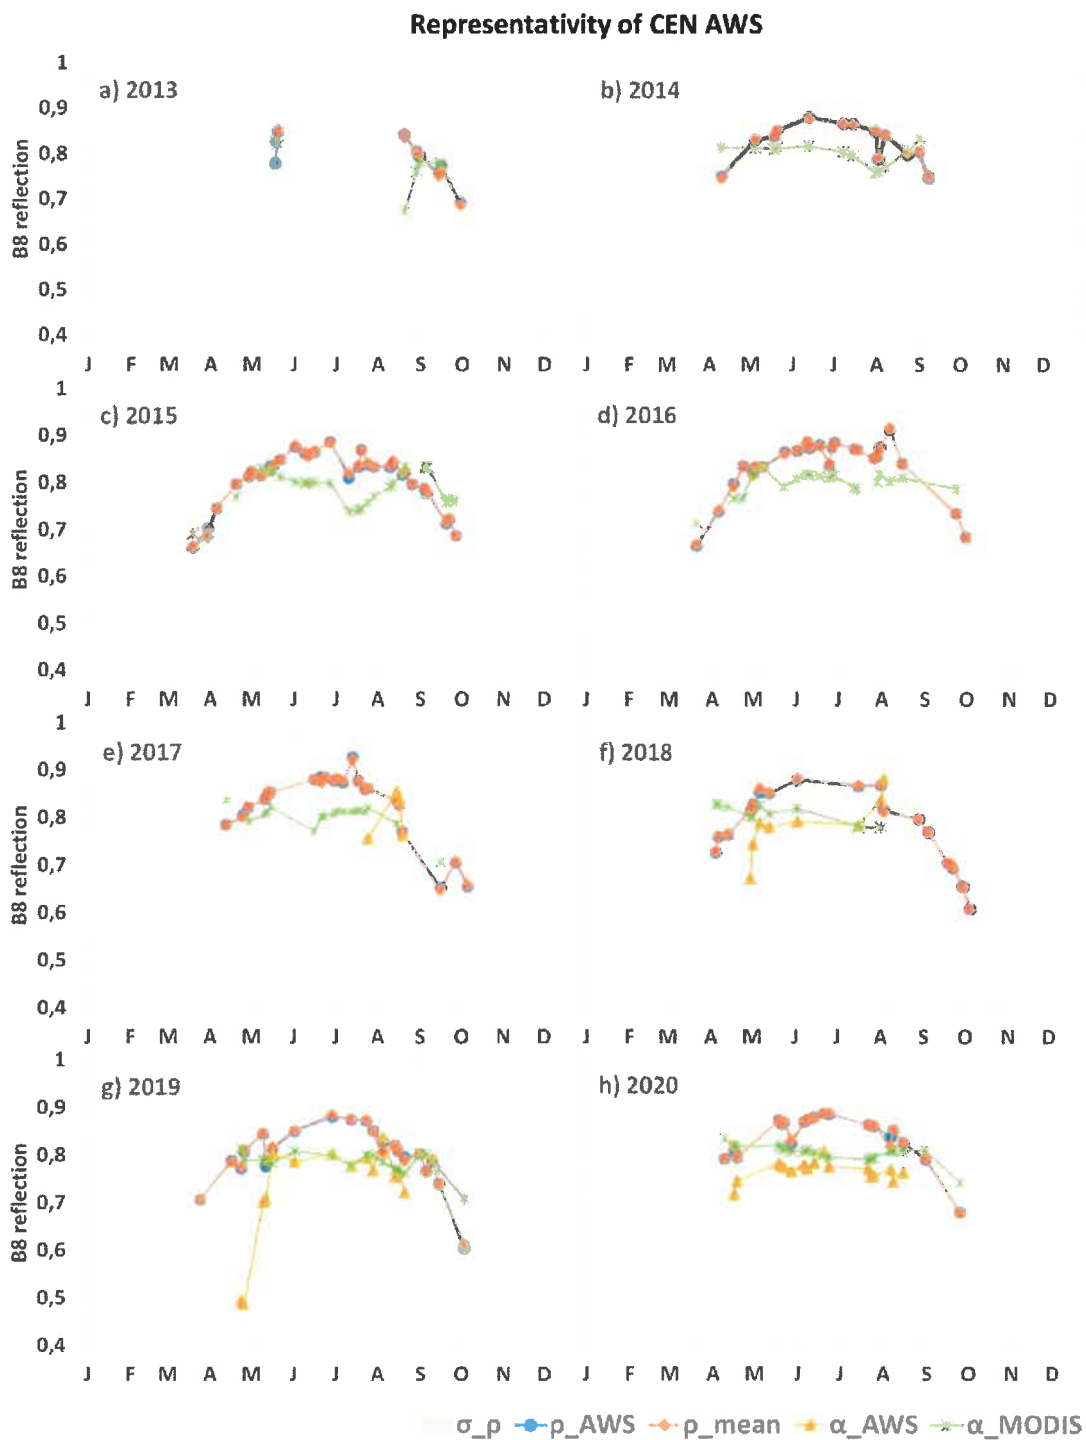 Representativity of CEN AWS
1
a) 2013
b) 2014
0,9
0,8
0,7
0,6
0,5
0,4
B8 reflection
J F M A M J J A S O N D
J F M A M J J A S O N D
1
c) 2015
d) 2016
0,9
0,8
0,7
0,6
0,5
0,4
B8 reflection
J F M A M J J A S O N D
J F M A M J J A S O N D
1
e) 2017
f) 2018
0,9
0,8
0,7
0,6
0,5
0,4
B8 reflection
J F M A M J J A S O N D
J F M A M J J A S O N D
1
g) 2019
h) 2020
0,9
0,8
0,7
0,6
0,5
0,4
B8 reflection
J F M A M J J A S O N D
J F M A M J J A S O N D
σ_ρ ρ_AWS ρ_mean α_AWS α_MODIS